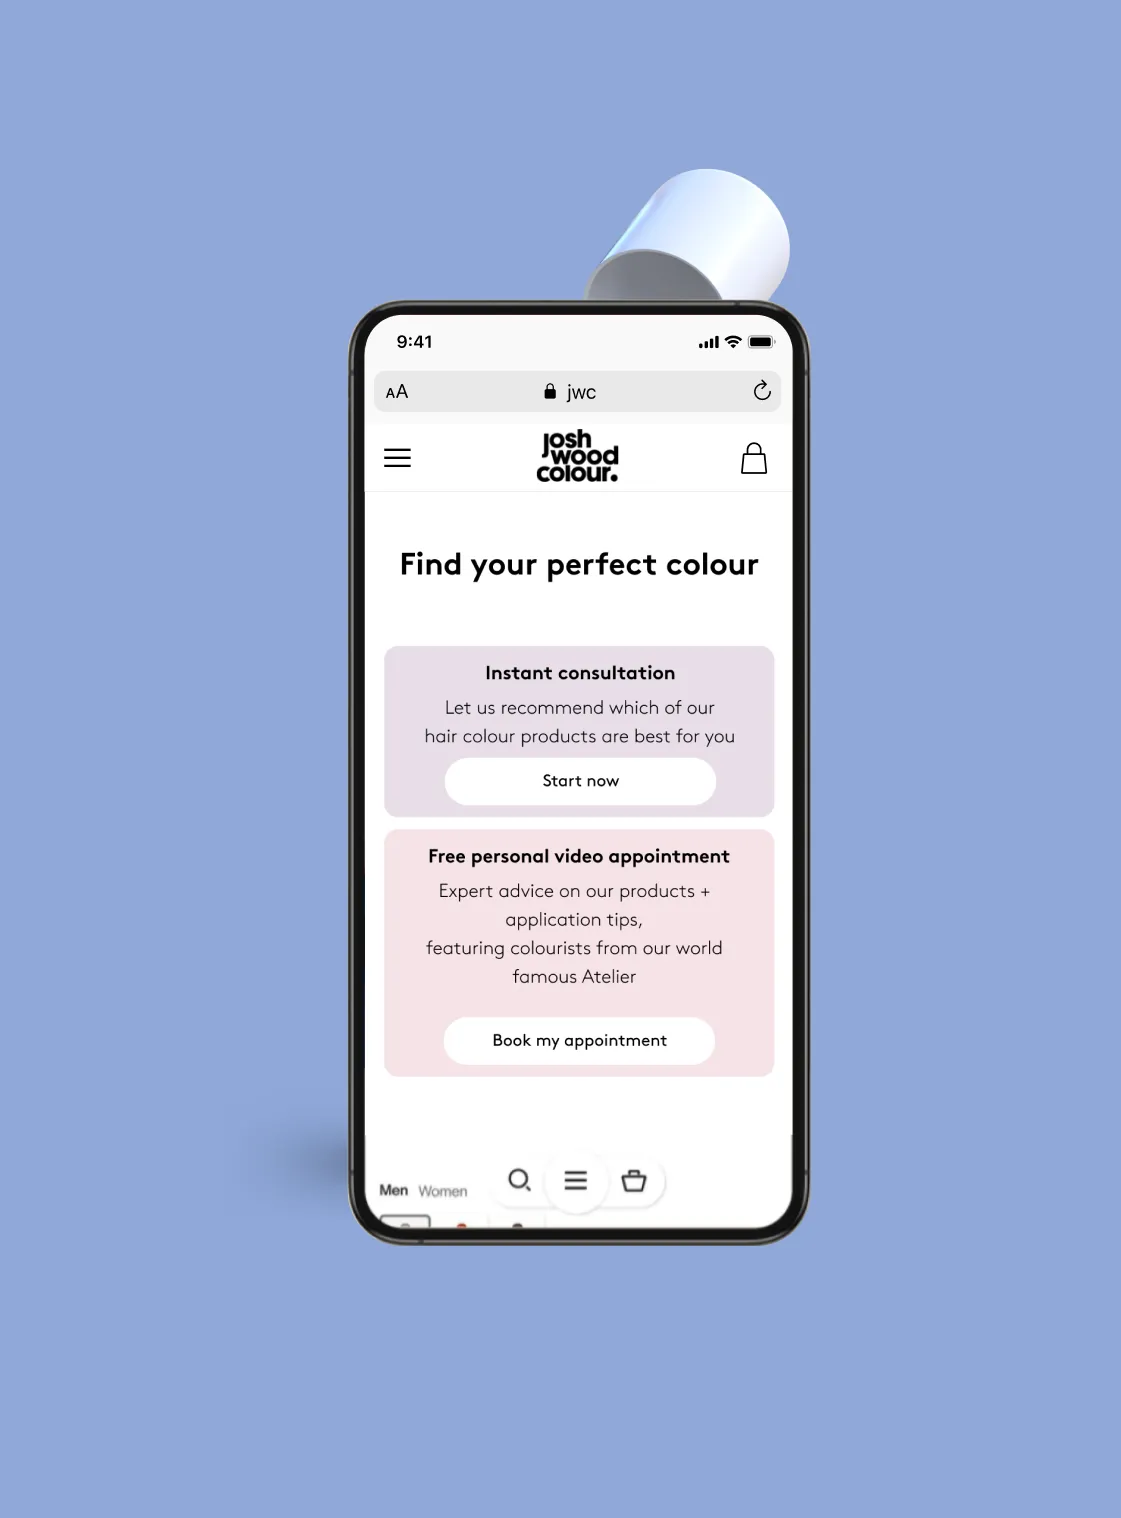 9:41
AA
jwc
josh
wood
colour.
Find your perfect colour
Instant consultation
Let us recommend which of our
hair colour products are best for you
Start now
Free personal video appointment
Expert advice on our products +
application tips,
featuring colourists from our world
famous Atelier
Book my appointment
Men Women